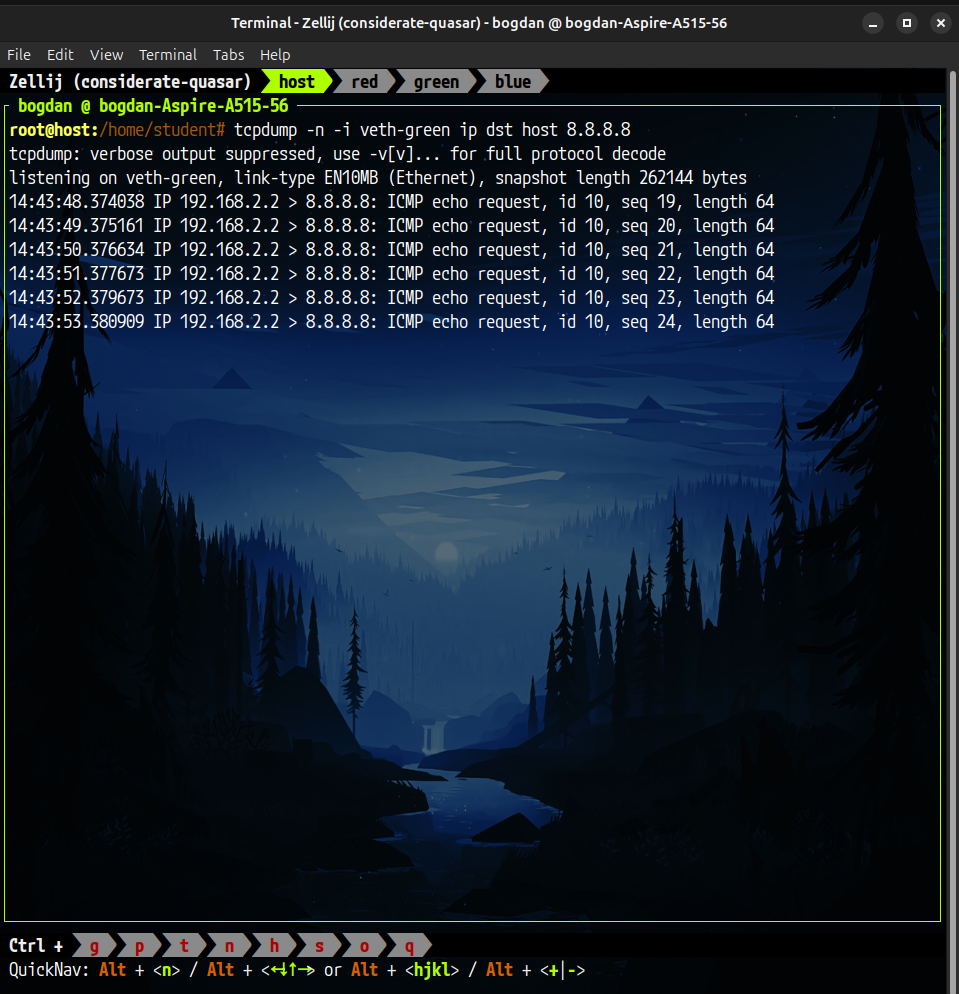 Terminal - Zellij (considerate-quasar) - bogdan @ bogdan-Aspire-A515-56
File Edit View Terminal Tabs Help
Zellij (considerate-quasar) host red green blue
bogdan @ bogdan-Aspire-A515-56
root@host:/home/student# tcpdump -n -i veth-green ip dst host 8.8.8.8
tcpdump: verbose output suppressed, use -v[v]... for full protocol decode
listening on veth-green, link-type EN10MB (Ethernet), snapshot length 262144 bytes
14:43:48.374038 IP 192.168.2.2 > 8.8.8.8: ICMP echo request, id 10, seq 19, length 64
14:43:49.375161 IP 192.168.2.2 > 8.8.8.8: ICMP echo request, id 10, seq 20, length 64
14:43:50.376634 IP 192.168.2.2 > 8.8.8.8: ICMP echo request, id 10, seq 21, length 64
14:43:51.377673 IP 192.168.2.2 > 8.8.8.8: ICMP echo request, id 10, seq 22, length 64
14:43:52.379673 IP 192.168.2.2 > 8.8.8.8: ICMP echo request, id 10, seq 23, length 64
14:43:53.380909 IP 192.168.2.2 > 8.8.8.8: ICMP echo request, id 10, seq 24, length 64
Ctrl + g p t n h s o q
QuickNav: Alt + <n> / Alt + <←↓↑→> or Alt + <hjkl> / Alt + <+|->